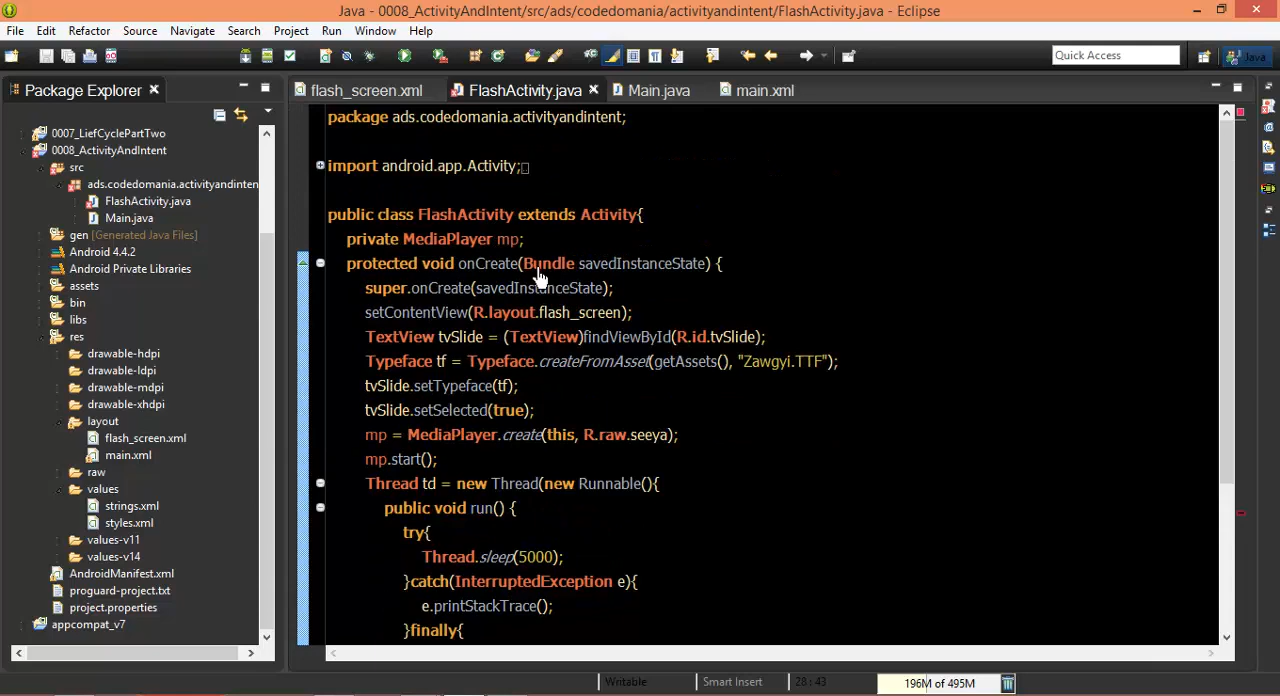 Java - 0008_ActivityAndIntent/src/ads/codedomania/activityandintent/FlashActivity.java - Eclipse
File Edit Refactor Source Navigate Search Project Run Window Help
Quick Access
Java
Package Explorer
flash_screen.xml
FlashActivity.java
Main.java
main.xml
0007_LiefCyclePartTwo
0008_ActivityAndIntent
src
ads.codedomania.activityandinten
FlashActivity.java
Main.java
gen [Generated Java Files]
Android 4.4.2
Android Private Libraries
assets
bin
libs
res
drawable-hdpi
drawable-ldpi
drawable-mdpi
drawable-xhdpi
layout
flash_screen.xml
main.xml
raw
values
strings.xml
styles.xml
values-v11
values-v14
AndroidManifest.xml
proguard-project.txt
project.properties
appcompat_v7
package ads.codedomania.activityandintent;
import android.app.Activity;
public class FlashActivity extends Activity{
private MediaPlayer mp;
protected void onCreate(Bundle savedInstanceState) {
super.onCreate(savedInstanceState);
setContentView(R.layout.flash_screen);
TextView tvSlide = (TextView)findViewById(R.id.tvSlide);
Typeface tf = Typeface.createFromAsset(getAssets(), "Zawgyi.TTF");
tvSlide.setTypeface(tf);
tvSlide.setSelected(true);
mp = MediaPlayer.create(this, R.raw.seeya);
mp.start();
Thread td = new Thread(new Runnable(){
public void run() {
try{
Thread.sleep(5000);
}catch(InterruptedException e){
e.printStackTrace();
}finally{
Writable
Smart Insert
28 : 43
196M of 495M